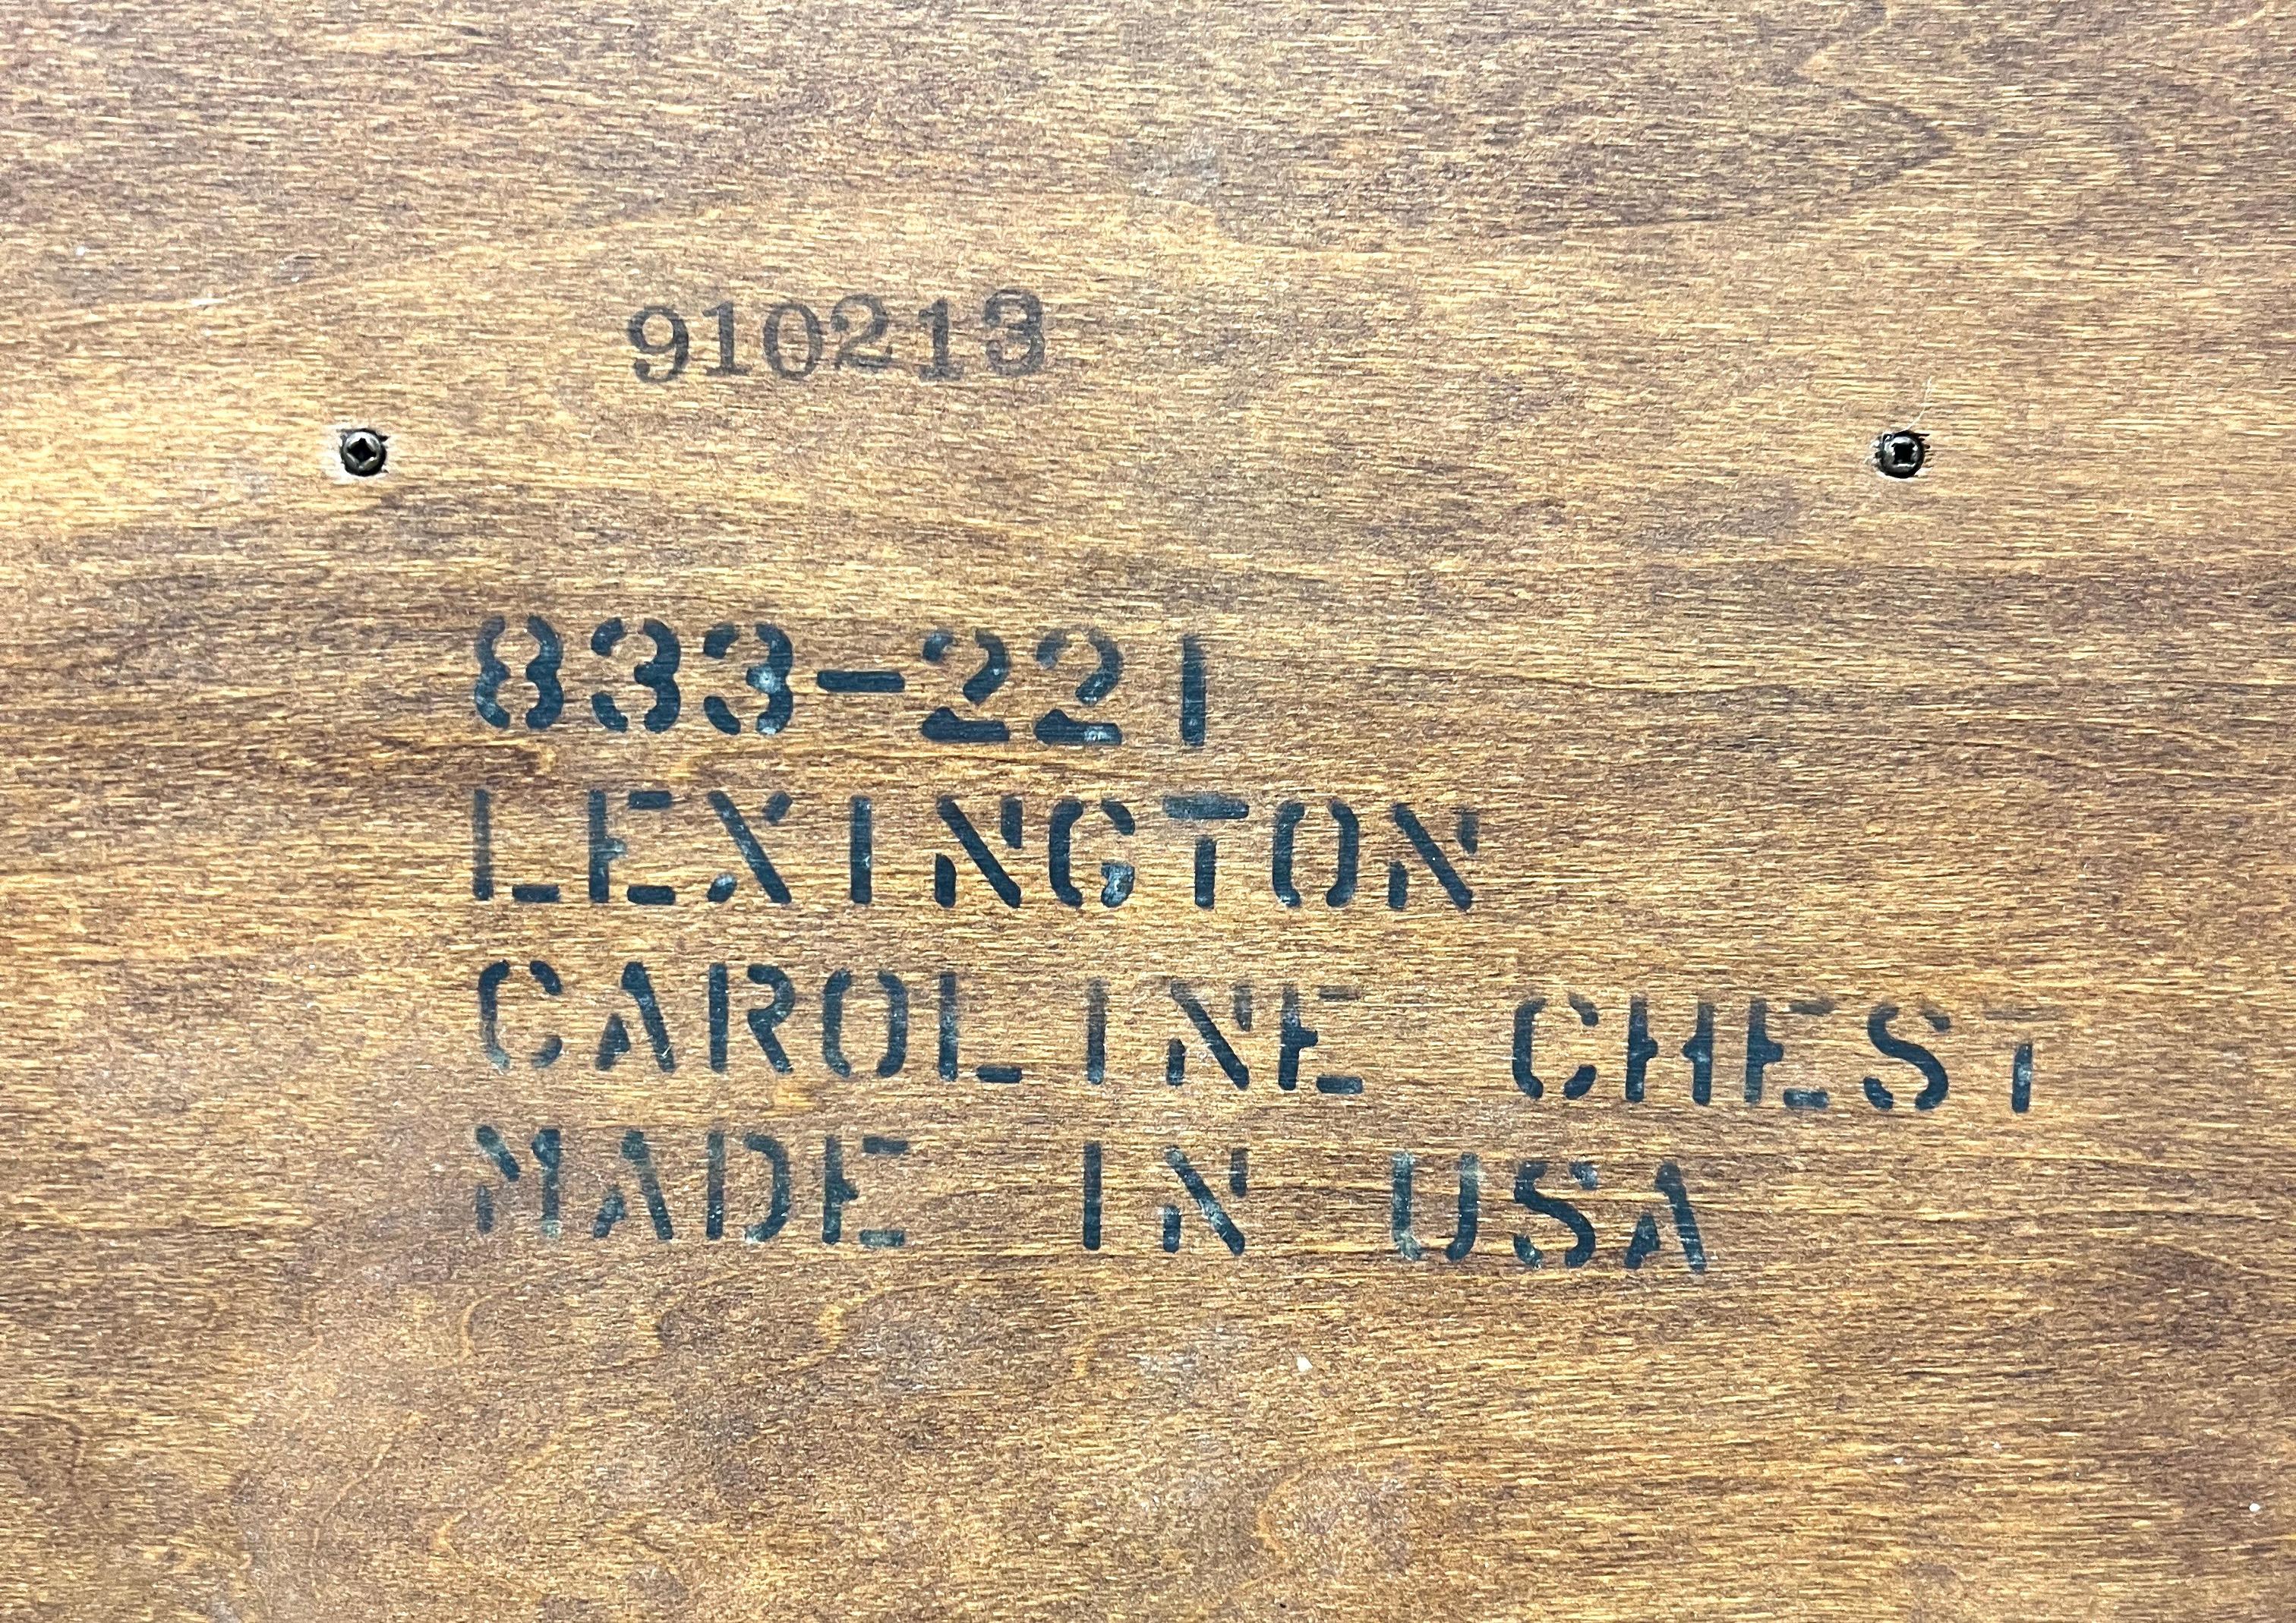 910213
833-221
LEXINGTON
CAROLINE CHEST
MADE IN USA